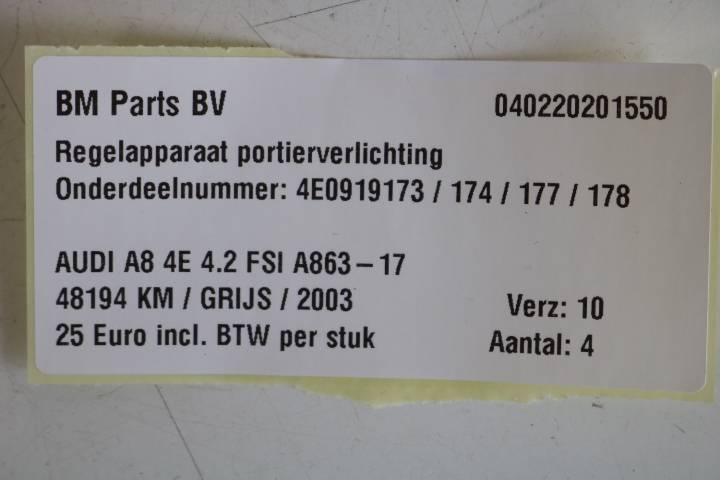 BM Parts BV 040220201550
Regelapparaat portierverlichting
Onderdeelnummer: 4E0919173 / 174 / 177 / 178
AUDI A8 4E 4.2 FSI A863-17
48194 KM / GRIJS / 2003 Verz: 10
25 Euro incl. BTW per stuk Aantal: 4